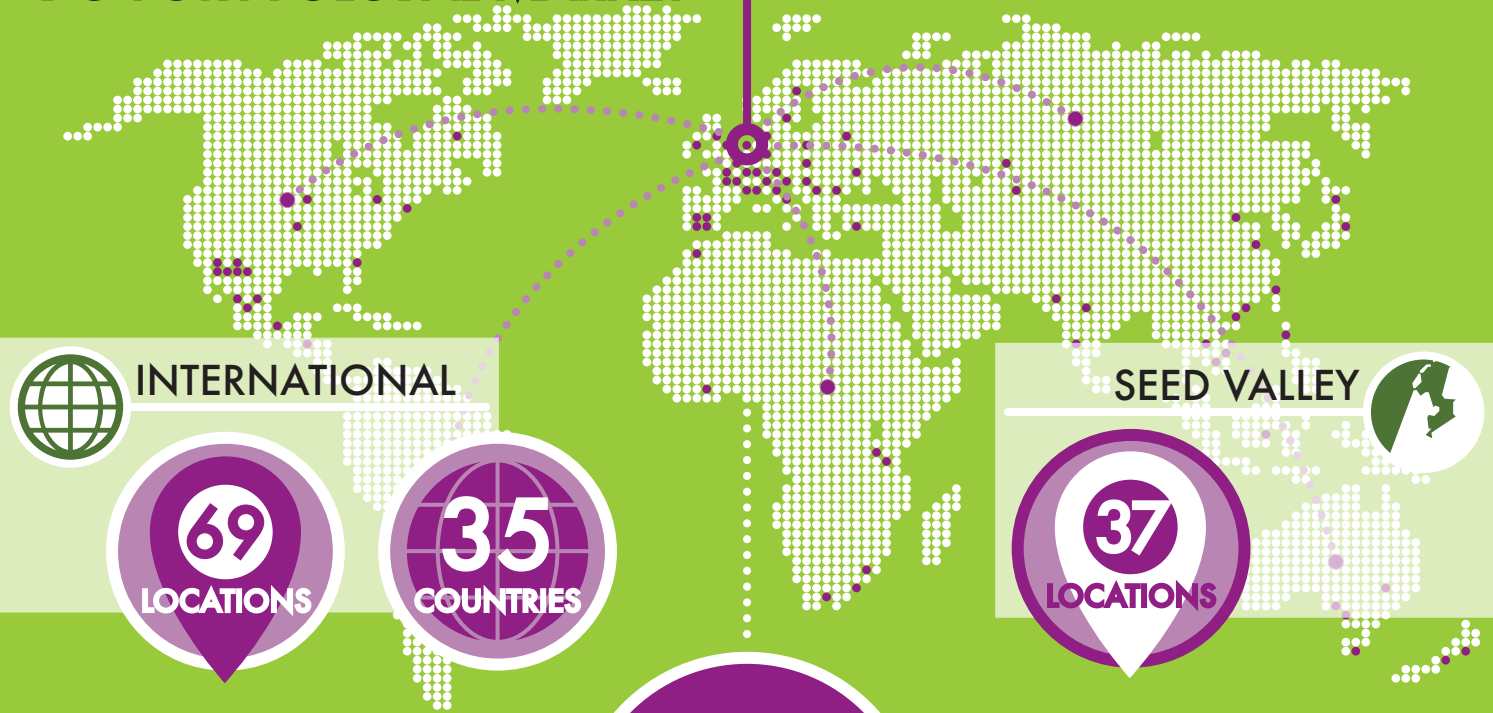 INTERNATIONAL
69
LOCATIONS
35
COUNTRIES
SEED VALLEY
37
LOCATIONS